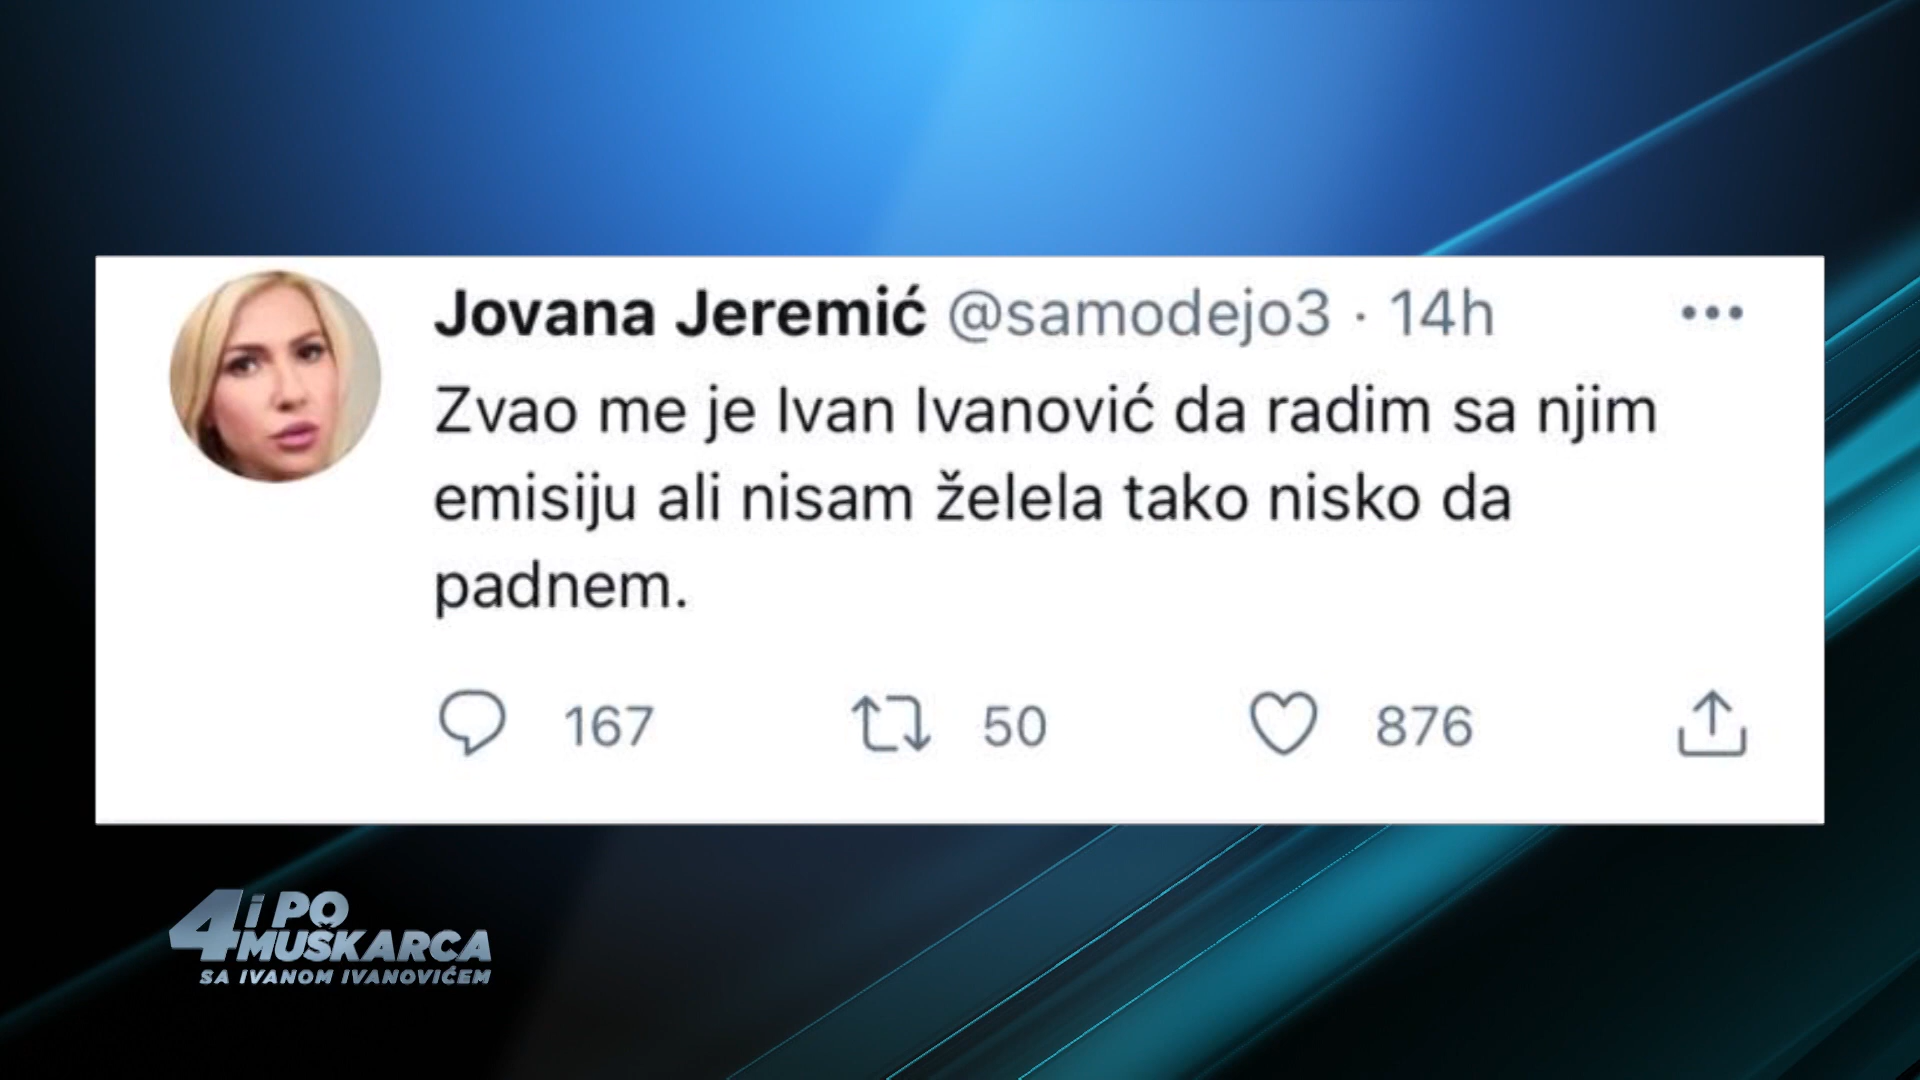 Jovana Jeremić @samodejo3 · 14h
Zvao me je Ivan Ivanović da radim sa njim
emisiju ali nisam želela tako nisko da
padnem.
167 50 876
4 i PO
MUŠKARCA
SA IVANOM IVANOVIĆEM